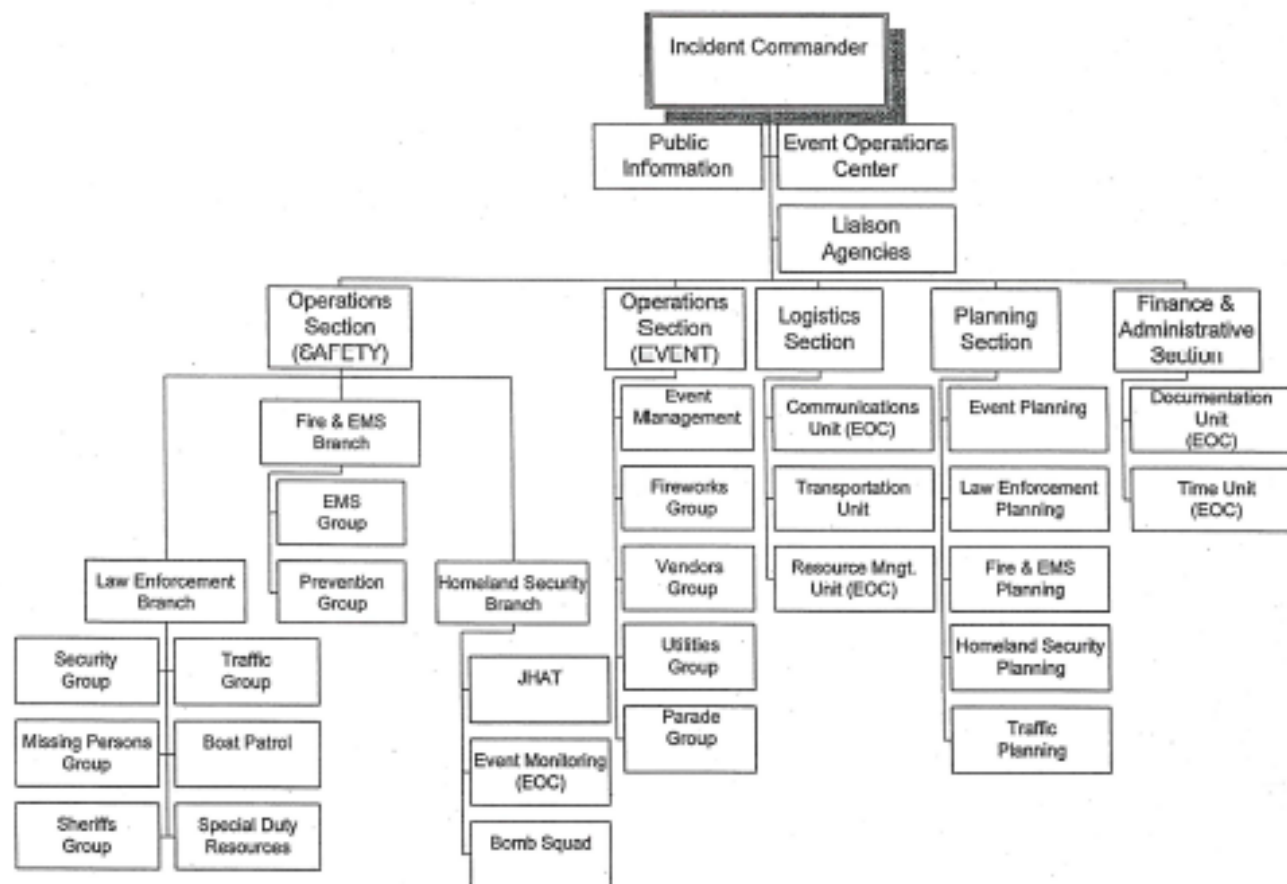 Incident Commander
Public
Information
Event Operations
Center
Liaison
Agencies
Operations
Section
(SAFETY)
Operations
Section
(EVENT)
Logistics
Section
Planning
Section
Finance &
Administrative
Section
Fire & EMS
Branch
EMS
Group
Prevention
Group
Law Enforcement
Branch
Homeland Security
Branch
Security
Group
Traffic
Group
Missing Persons
Group
Boat Patrol
Sheriffs
Group
Special Duty
Resources
JHAT
Event Monitoring
(EOC)
Bomb Squad
Event
Management
Fireworks
Group
Vendors
Group
Utilities
Group
Parade
Group
Communications
Unit (EOC)
Transportation
Unit
Resource Mngt.
Unit (EOC)
Event Planning
Law Enforcement
Planning
Fire & EMS
Planning
Homeland Security
Planning
Traffic
Planning
Documentation
Unit
(EOC)
Time Unit
(EOC)